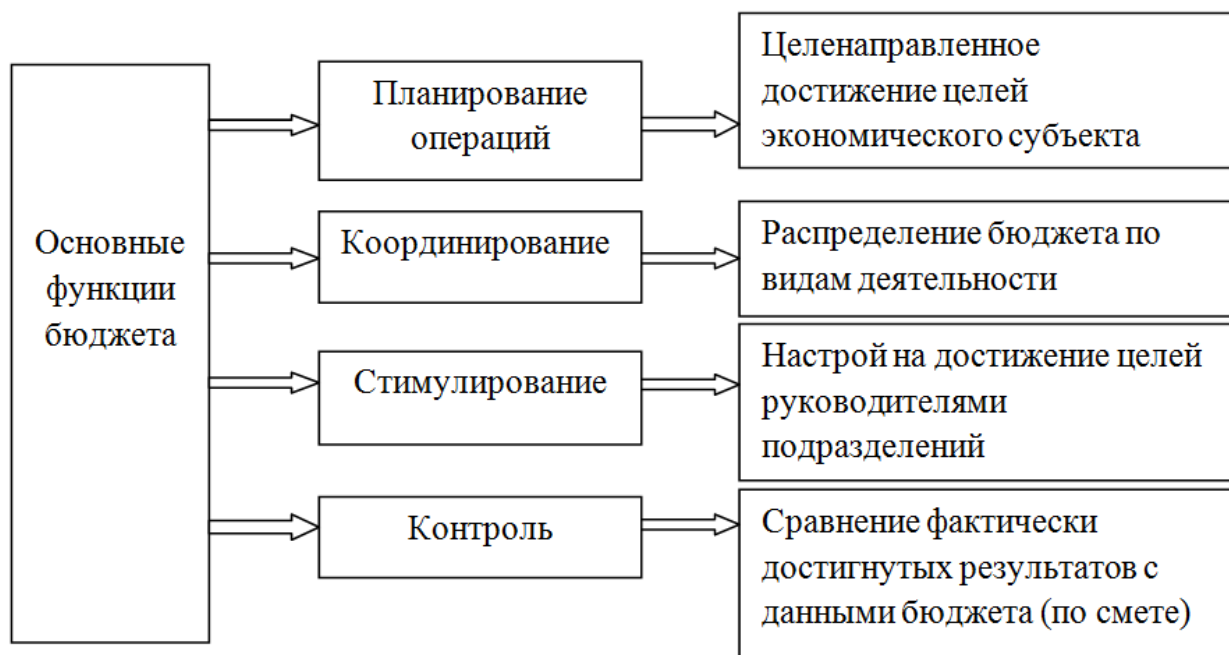 Основные
функции
бюджета
Планирование
операций
Целенаправленное
достижение целей
экономического субъекта
Координирование
Распределение бюджета по
видам деятельности
Стимулирование
Настрой на достижение целей
руководителями
подразделений
Контроль
Сравнение фактически
достигнутых результатов с
данными бюджета (по смете)